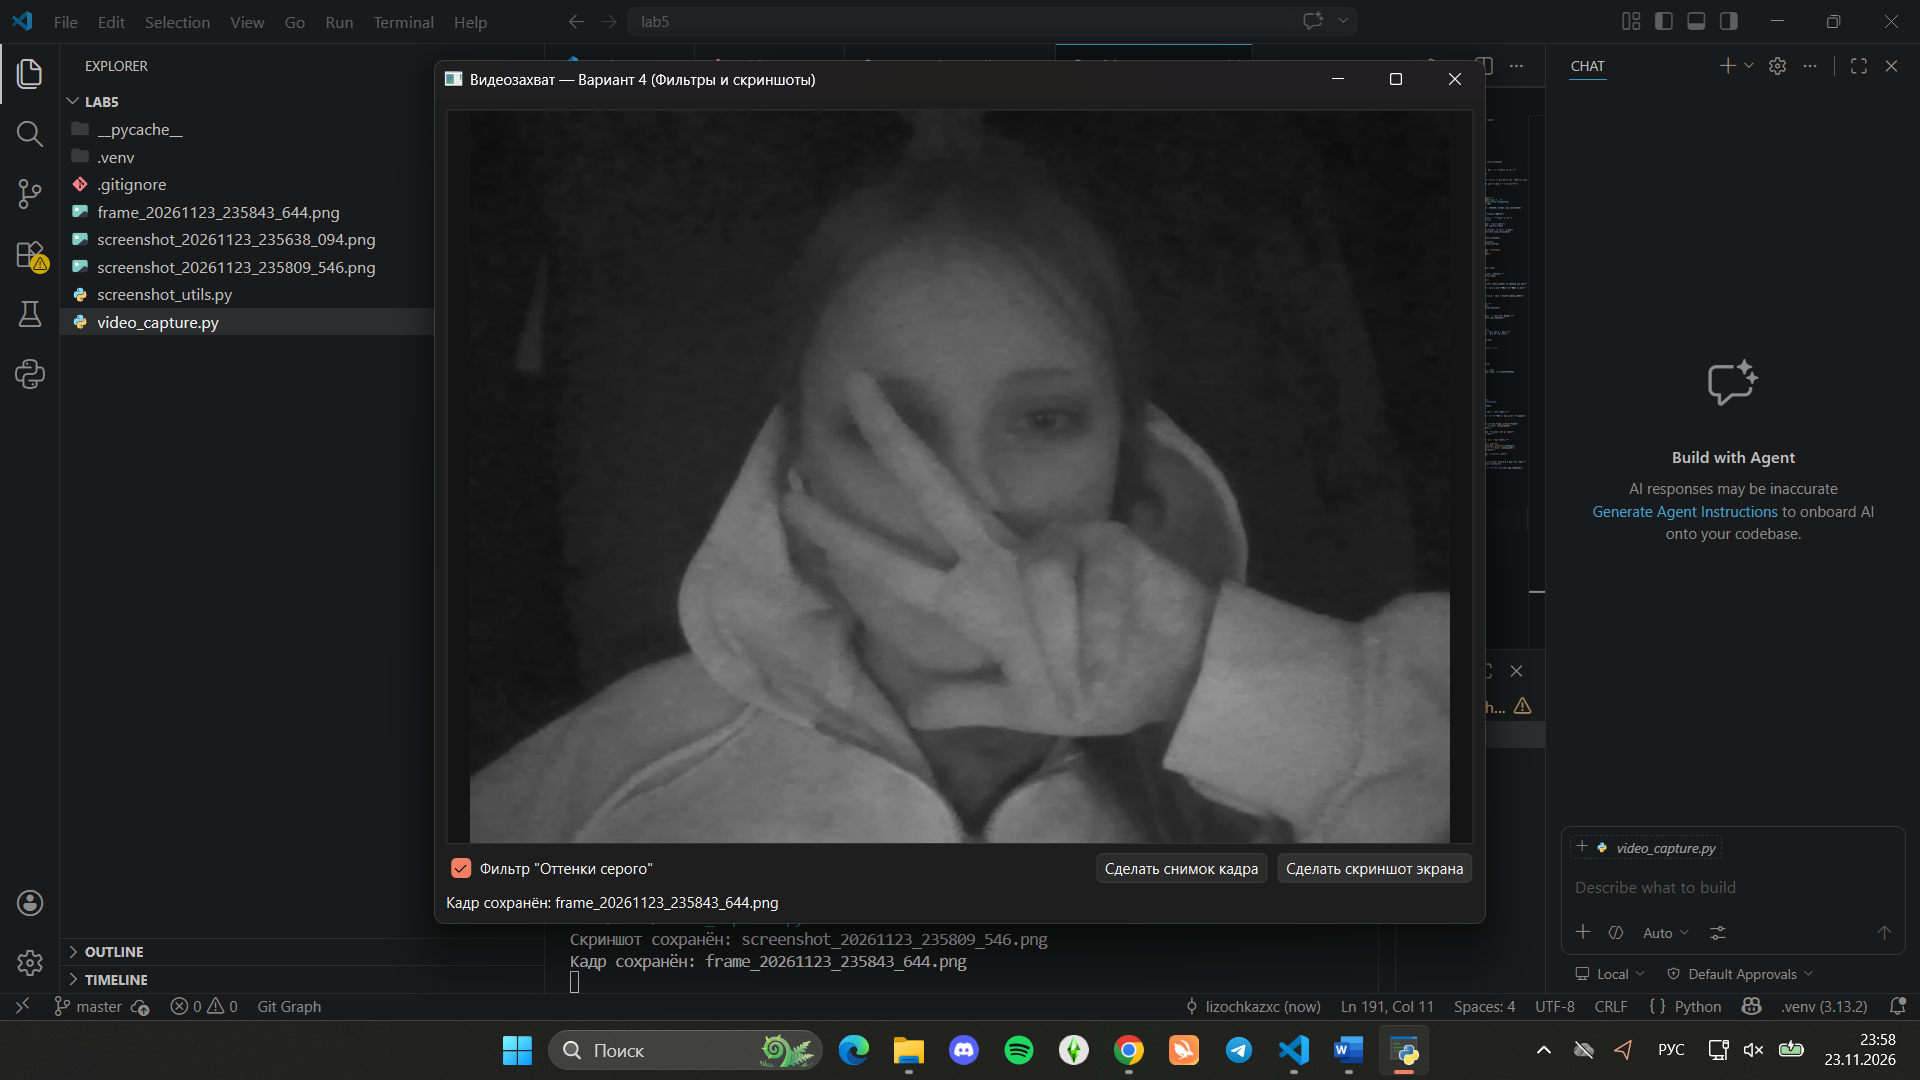 File Edit Selection View Go Run Terminal Help
lab5
EXPLORER
LAB5
__pycache__
.venv
.gitignore
frame_20261123_235843_644.png
screenshot_20261123_235638_094.png
screenshot_20261123_235809_546.png
screenshot_utils.py
video_capture.py
OUTLINE
TIMELINE
Видеозахват — Вариант 4 (Фильтры и скриншоты)
Фильтр "Оттенки серого"
Сделать снимок кадра
Сделать скриншот экрана
Кадр сохранён: frame_20261123_235843_644.png
Скриншот сохранён: screenshot_20261123_235809_546.png
Кадр сохранён: frame_20261123_235843_644.png
h...
CHAT
Build with Agent
AI responses may be inaccurate
Generate Agent Instructions to onboard AI
onto your codebase.
video_capture.py
Describe what to build
Auto
Local Default Approvals
master 0 0 Git Graph
lizochkazxc (now) Ln 191, Col 11 Spaces: 4 UTF-8 CRLF { } Python .venv (3.13.2)
Поиск
РУС
23:58
23.11.2026